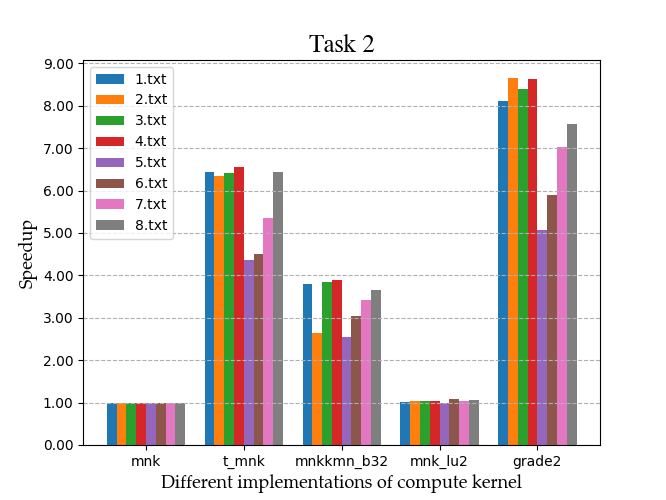 Task 2
9.00
8.00
7.00
6.00
5.00
4.00
3.00
2.00
1.00
0.00
Speedup
1.txt
2.txt
3.txt
4.txt
5.txt
6.txt
7.txt
8.txt
mnk t_mnk mnkkmn_b32 mnk_lu2 grade2
Different implementations of compute kernel